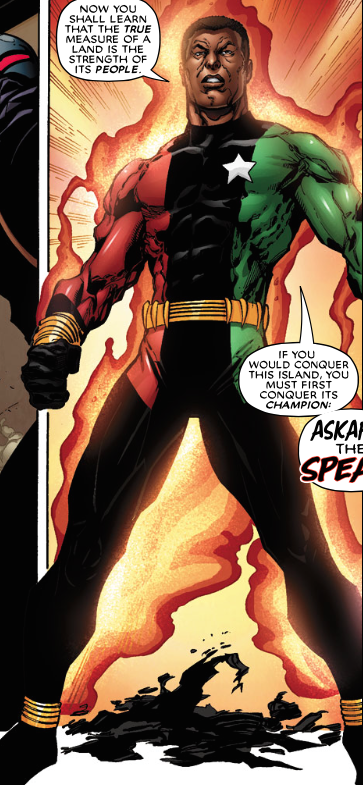 NOW YOU
SHALL LEARN
THAT THE TRUE
MEASURE OF A
LAND IS THE
STRENGTH OF
ITS PEOPLE.
IF YOU
WOULD CONQUER
THIS ISLAND, YOU
MUST FIRST
CONQUER ITS
CHAMPION:
THE